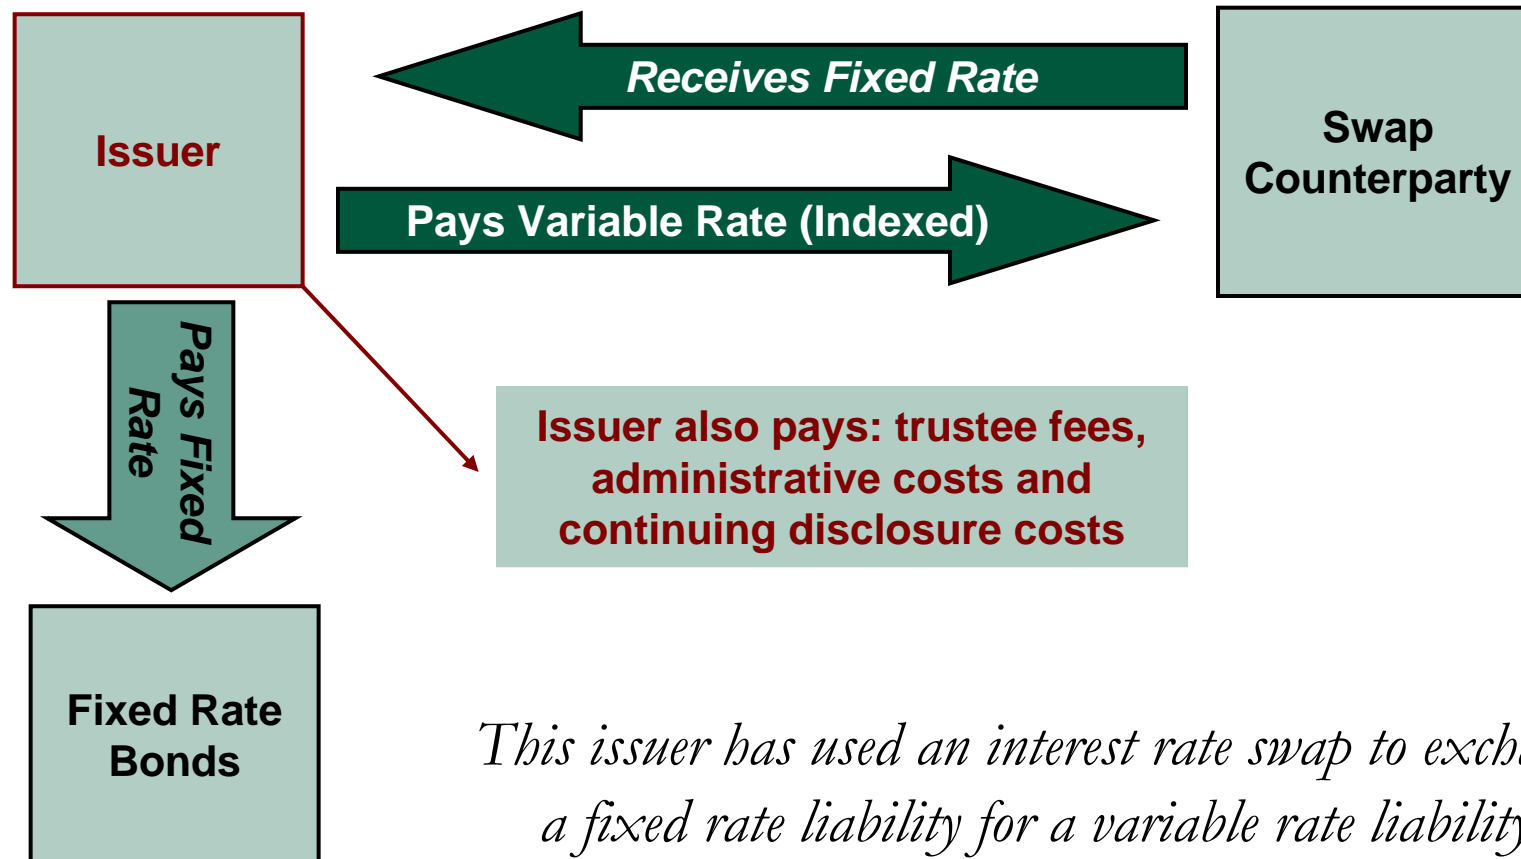 Receives Fixed Rate
Issuer
Swap
Counterparty
Pays Variable Rate (Indexed)
Pays Fixed
Rate
Issuer also pays: trustee fees,
administrative costs and
continuing disclosure costs
Fixed Rate
Bonds
This issuer has used an interest rate swap to
a fixed rate liability for a variable rate liability